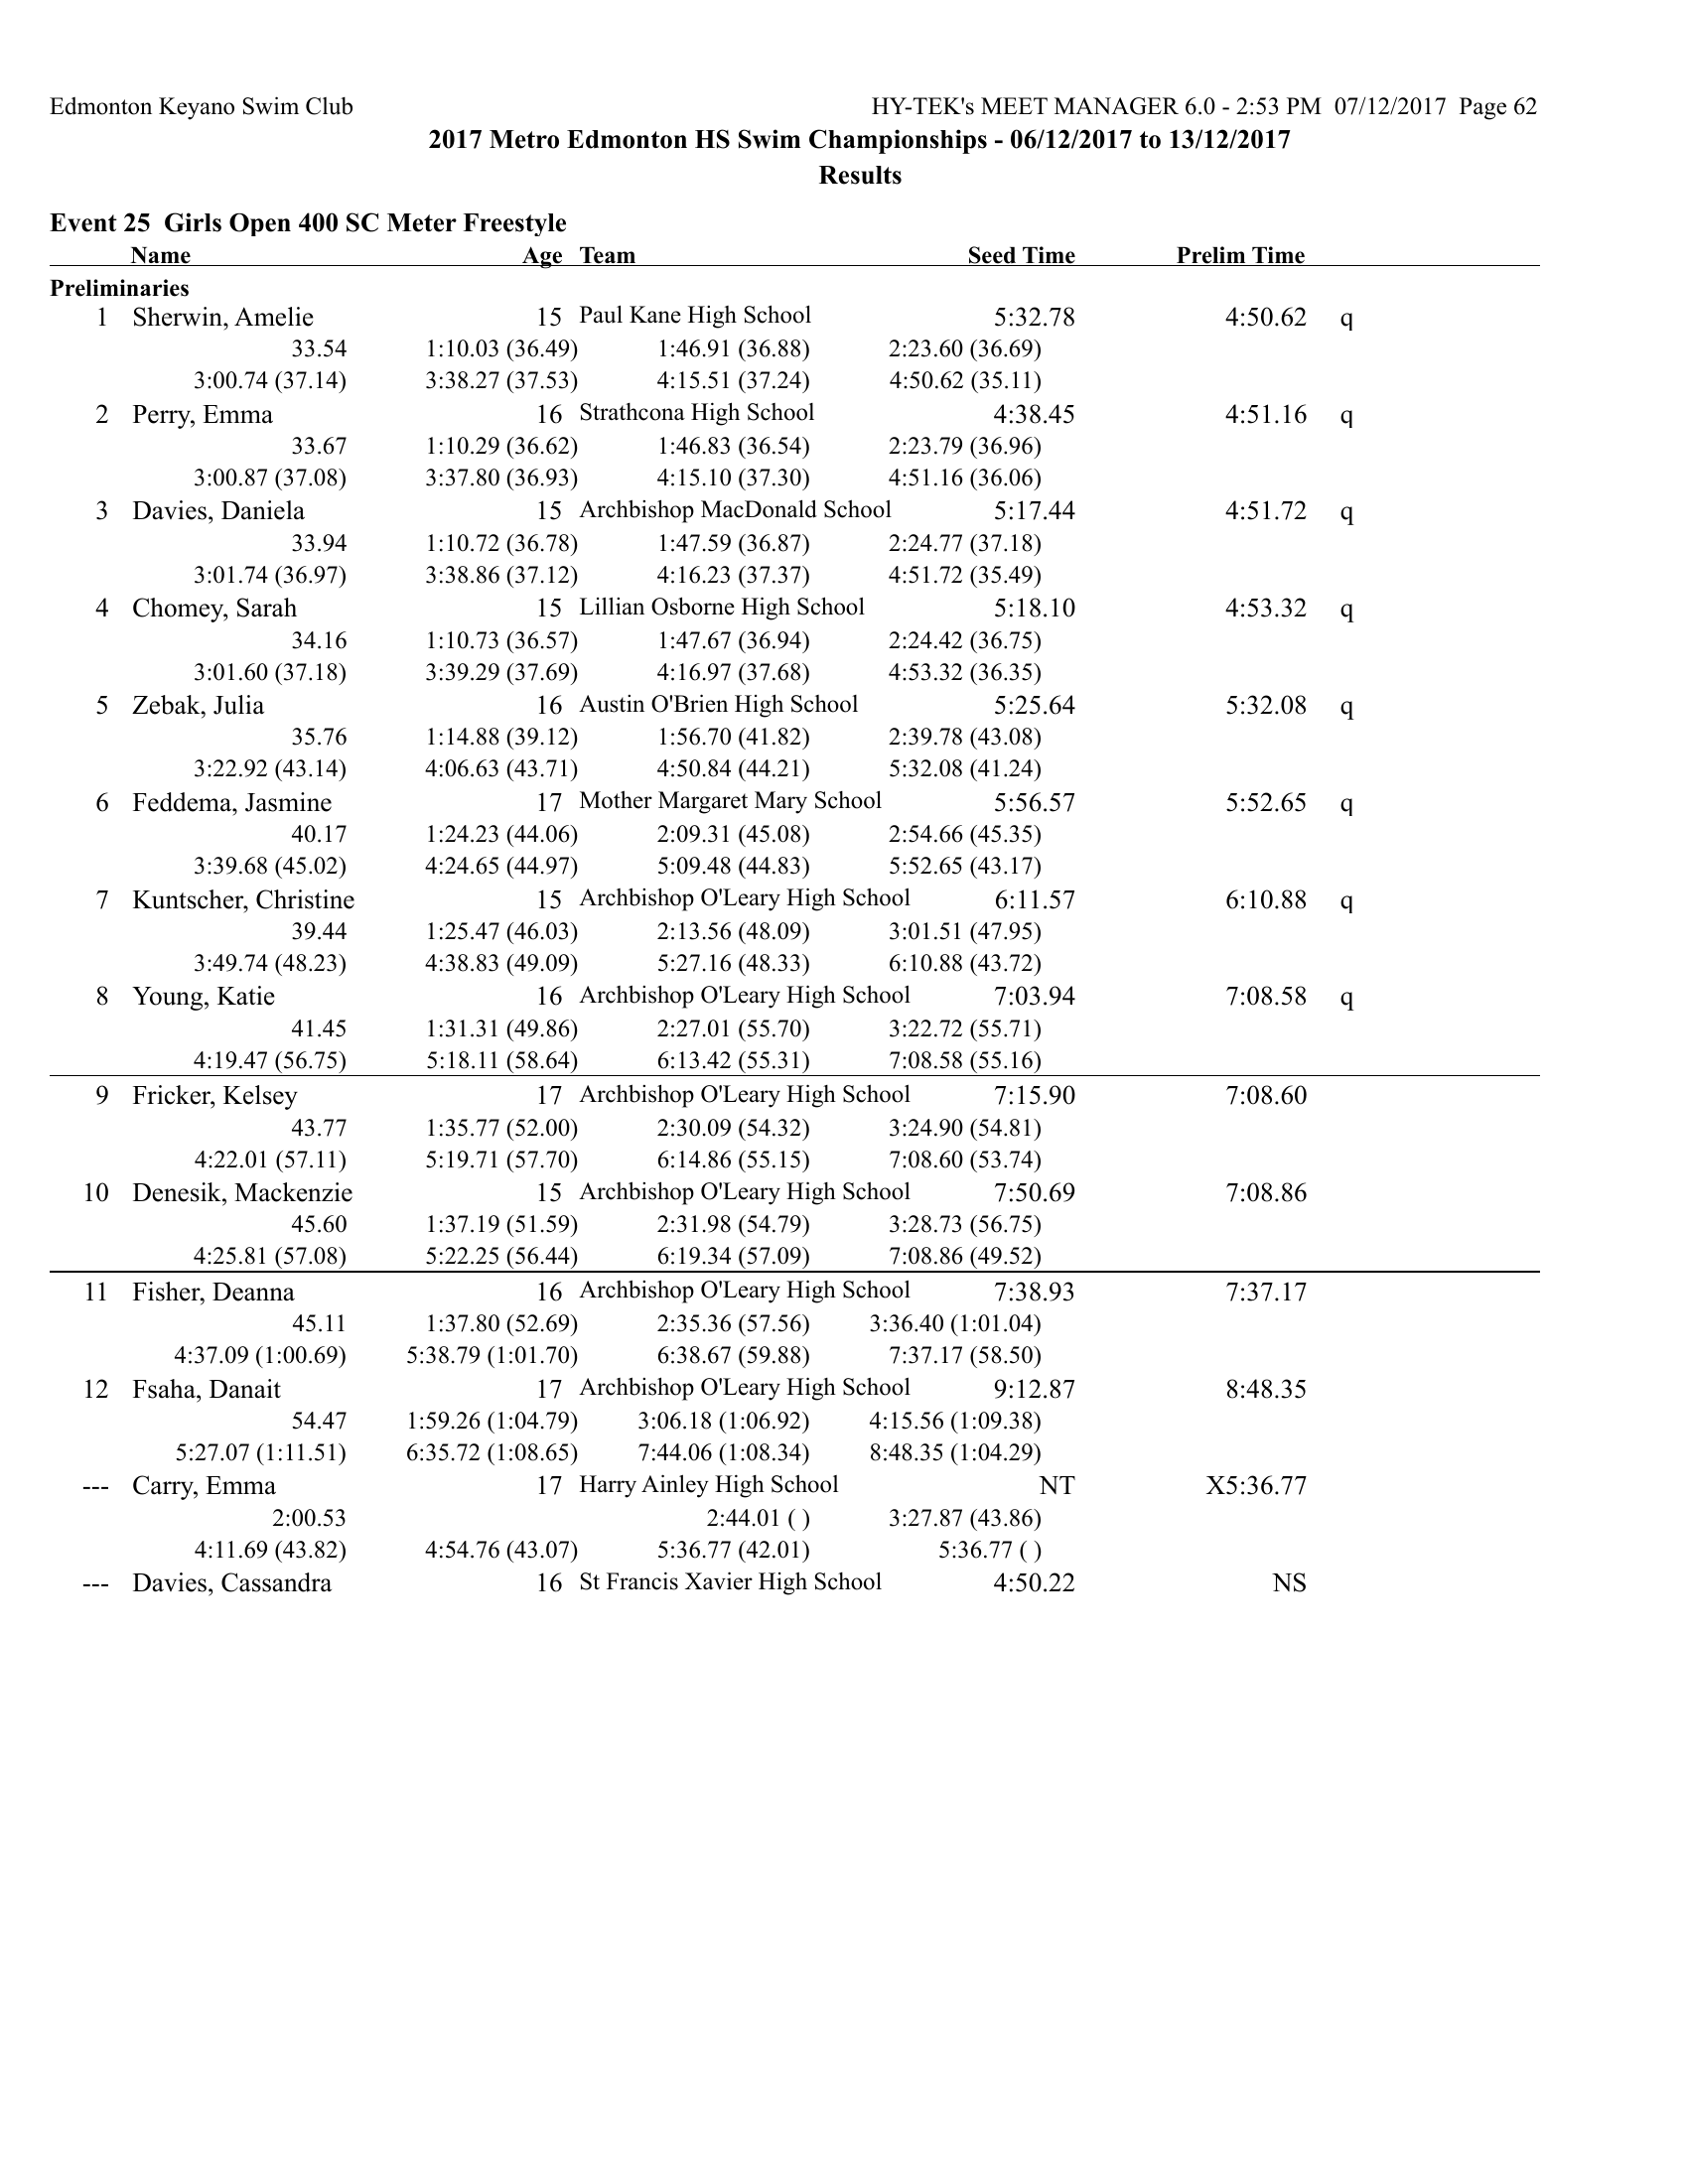 Edmonton Keyano Swim Club HY-TEK's MEET MANAGER 6.0 - 2:53 PM 07/12/2017 Page 62
2017 Metro Edmonton HS Swim Championships - 06/12/2017 to 13/12/2017
Results
Event 25 Girls Open 400 SC Meter Freestyle
Name Age Team Seed Time Prelim Time
Preliminaries
1 Sherwin, Amelie 15 Paul Kane High School 5:32.78 4:50.62 q
33.54 1:10.03 (36.49) 1:46.91 (36.88) 2:23.60 (36.69)
3:00.74 (37.14) 3:38.27 (37.53) 4:15.51 (37.24) 4:50.62 (35.11)
2 Perry, Emma 16 Strathcona High School 4:38.45 4:51.16 q
33.67 1:10.29 (36.62) 1:46.83 (36.54) 2:23.79 (36.96)
3:00.87 (37.08) 3:37.80 (36.93) 4:15.10 (37.30) 4:51.16 (36.06)
3 Davies, Daniela 15 Archbishop MacDonald School 5:17.44 4:51.72 q
33.94 1:10.72 (36.78) 1:47.59 (36.87) 2:24.77 (37.18)
3:01.74 (36.97) 3:38.86 (37.12) 4:16.23 (37.37) 4:51.72 (35.49)
4 Chomey, Sarah 15 Lillian Osborne High School 5:18.10 4:53.32 q
34.16 1:10.73 (36.57) 1:47.67 (36.94) 2:24.42 (36.75)
3:01.60 (37.18) 3:39.29 (37.69) 4:16.97 (37.68) 4:53.32 (36.35)
5 Zebak, Julia 16 Austin O'Brien High School 5:25.64 5:32.08 q
35.76 1:14.88 (39.12) 1:56.70 (41.82) 2:39.78 (43.08)
3:22.92 (43.14) 4:06.63 (43.71) 4:50.84 (44.21) 5:32.08 (41.24)
6 Feddema, Jasmine 17 Mother Margaret Mary School 5:56.57 5:52.65 q
40.17 1:24.23 (44.06) 2:09.31 (45.08) 2:54.66 (45.35)
3:39.68 (45.02) 4:24.65 (44.97) 5:09.48 (44.83) 5:52.65 (43.17)
7 Kuntscher, Christine 15 Archbishop O'Leary High School 6:11.57 6:10.88 q
39.44 1:25.47 (46.03) 2:13.56 (48.09) 3:01.51 (47.95)
3:49.74 (48.23) 4:38.83 (49.09) 5:27.16 (48.33) 6:10.88 (43.72)
8 Young, Katie 16 Archbishop O'Leary High School 7:03.94 7:08.58 q
41.45 1:31.31 (49.86) 2:27.01 (55.70) 3:22.72 (55.71)
4:19.47 (56.75) 5:18.11 (58.64) 6:13.42 (55.31) 7:08.58 (55.16)
9 Fricker, Kelsey 17 Archbishop O'Leary High School 7:15.90 7:08.60
43.77 1:35.77 (52.00) 2:30.09 (54.32) 3:24.90 (54.81)
4:22.01 (57.11) 5:19.71 (57.70) 6:14.86 (55.15) 7:08.60 (53.74)
10 Denesik, Mackenzie 15 Archbishop O'Leary High School 7:50.69 7:08.86
45.60 1:37.19 (51.59) 2:31.98 (54.79) 3:28.73 (56.75)
4:25.81 (57.08) 5:22.25 (56.44) 6:19.34 (57.09) 7:08.86 (49.52)
11 Fisher, Deanna 16 Archbishop O'Leary High School 7:38.93 7:37.17
45.11 1:37.80 (52.69) 2:35.36 (57.56) 3:36.40 (1:01.04)
4:37.09 (1:00.69) 5:38.79 (1:01.70) 6:38.67 (59.88) 7:37.17 (58.50)
12 Fsaha, Danait 17 Archbishop O'Leary High School 9:12.87 8:48.35
54.47 1:59.26 (1:04.79) 3:06.18 (1:06.92) 4:15.56 (1:09.38)
5:27.07 (1:11.51) 6:35.72 (1:08.65) 7:44.06 (1:08.34) 8:48.35 (1:04.29)
--- Carry, Emma 17 Harry Ainley High School NT X5:36.77
2:00.53 2:44.01 ( ) 3:27.87 (43.86)
4:11.69 (43.82) 4:54.76 (43.07) 5:36.77 (42.01) 5:36.77 ( )
--- Davies, Cassandra 16 St Francis Xavier High School 4:50.22 NS